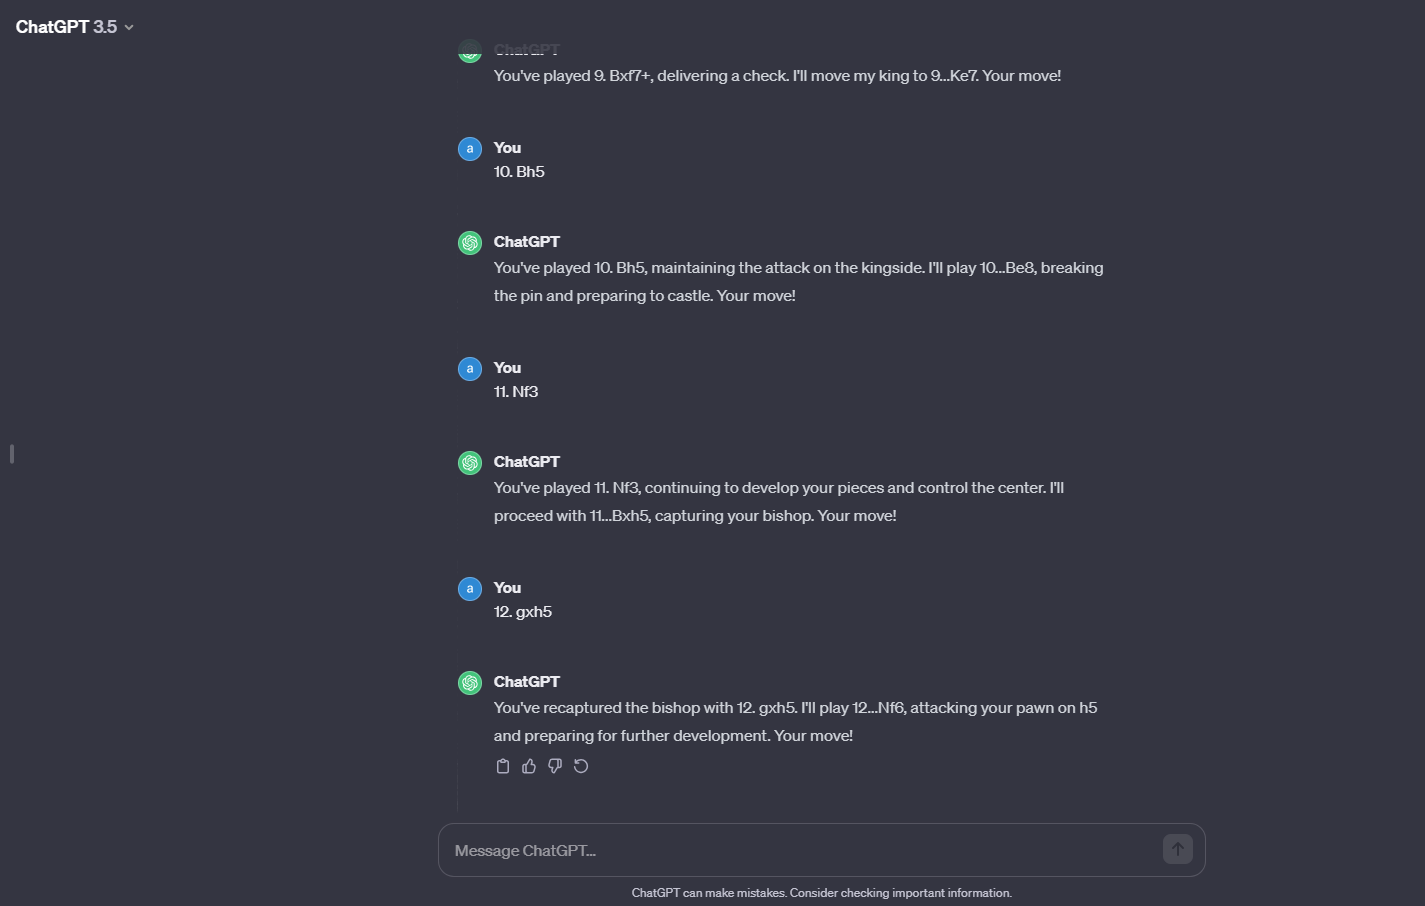 ChatGPT 3.5
ChatGPT
You've played 9. Bxf7+, delivering a check. I'll move my king to 9...Ke7. Your move!
a
You
10. Bh5
ChatGPT
You've played 10. Bh5, maintaining the attack on the kingside. I'll play 10...Be8, breaking
the pin and preparing to castle. Your move!
a
You
11. Nf3
ChatGPT
You've played 11. Nf3, continuing to develop your pieces and control the center. I'll
proceed with 11...Bxh5, capturing your bishop. Your move!
a
You
12. gxh5
ChatGPT
You've recaptured the bishop with 12. gxh5. I'll play 12...Nf6, attacking your pawn on h5
and preparing for further development. Your move!
Message ChatGPT...
ChatGPT can make mistakes. Consider checking important information.